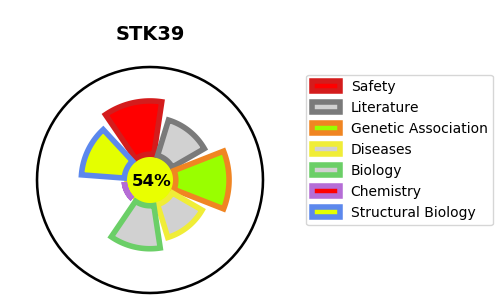 STK39
54%
Safety
Literature
Genetic Association
Diseases
Biology
Chemistry
Structural Biology